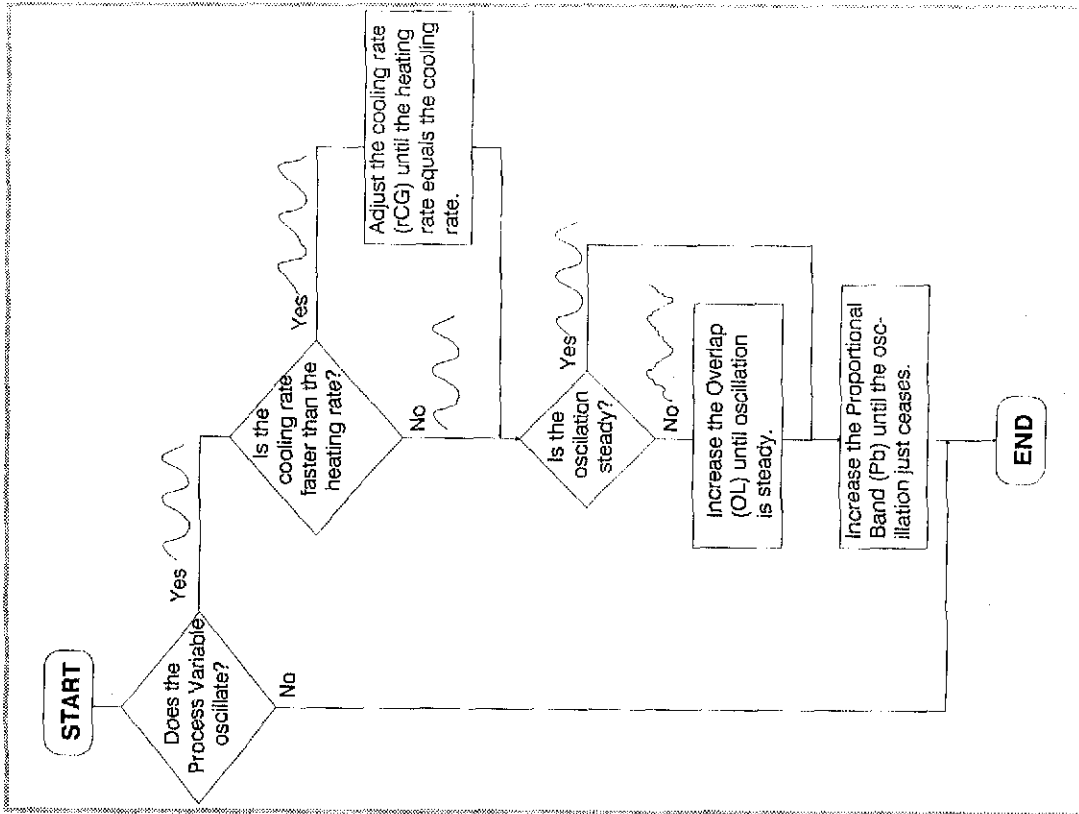 START
Does the
Process Variable
oscillate?
Yes
No
Is the
cooling rate
faster than the
heating rate?
Yes
No
Adjust the cooling rate
(rCG) until the heating
rate equals the cooling
rate.
Is the
oscilation
steady?
Yes
No
Increase the Overlap
(OL) until oscillation
is steady.
Increase the Proportional
Band (Pb) until the osc-
illation just ceases.
END